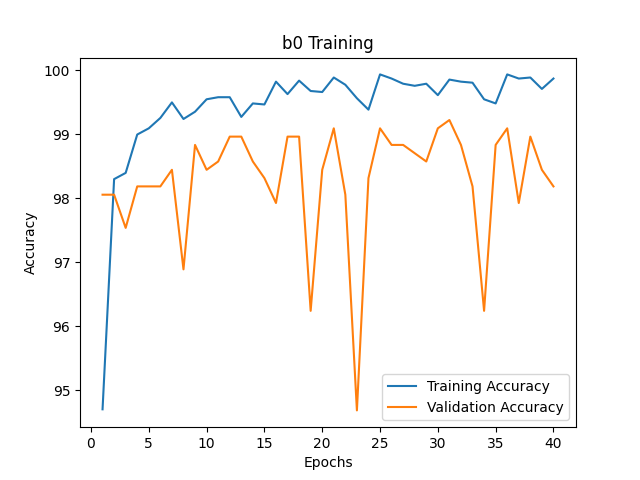 b0 Training
100
99
98
97
96
95
Accuracy
0 5 10 15 20 25 30 35 40
Epochs
Training Accuracy
Validation Accuracy